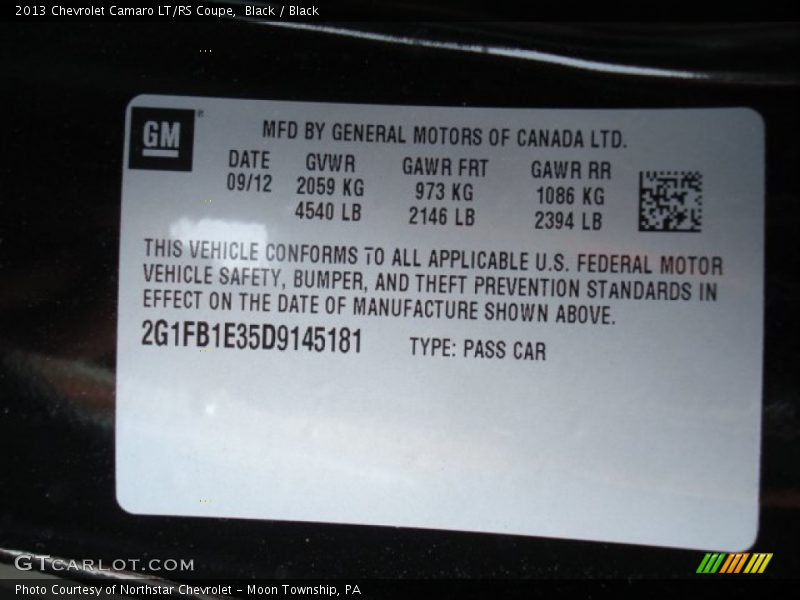 2013 Chevrolet Camaro LT/RS Coupe,  Black / Black
GM®
MFD BY GENERAL MOTORS OF CANADA LTD.
DATE GVWR GAWR FRT GAWR RR
09/12 2059 KG 973 KG 1086 KG
4540 LB 2146 LB 2394 LB
THIS VEHICLE CONFORMS TO ALL APPLICABLE U.S. FEDERAL MOTOR
VEHICLE SAFETY, BUMPER, AND THEFT PREVENTION STANDARDS IN
EFFECT ON THE DATE OF MANUFACTURE SHOWN ABOVE.
2G1FB1E35D9145181 TYPE: PASS CAR
GTCARLOT.COM
Photo Courtesy of Northstar Chevrolet - Moon Township, PA